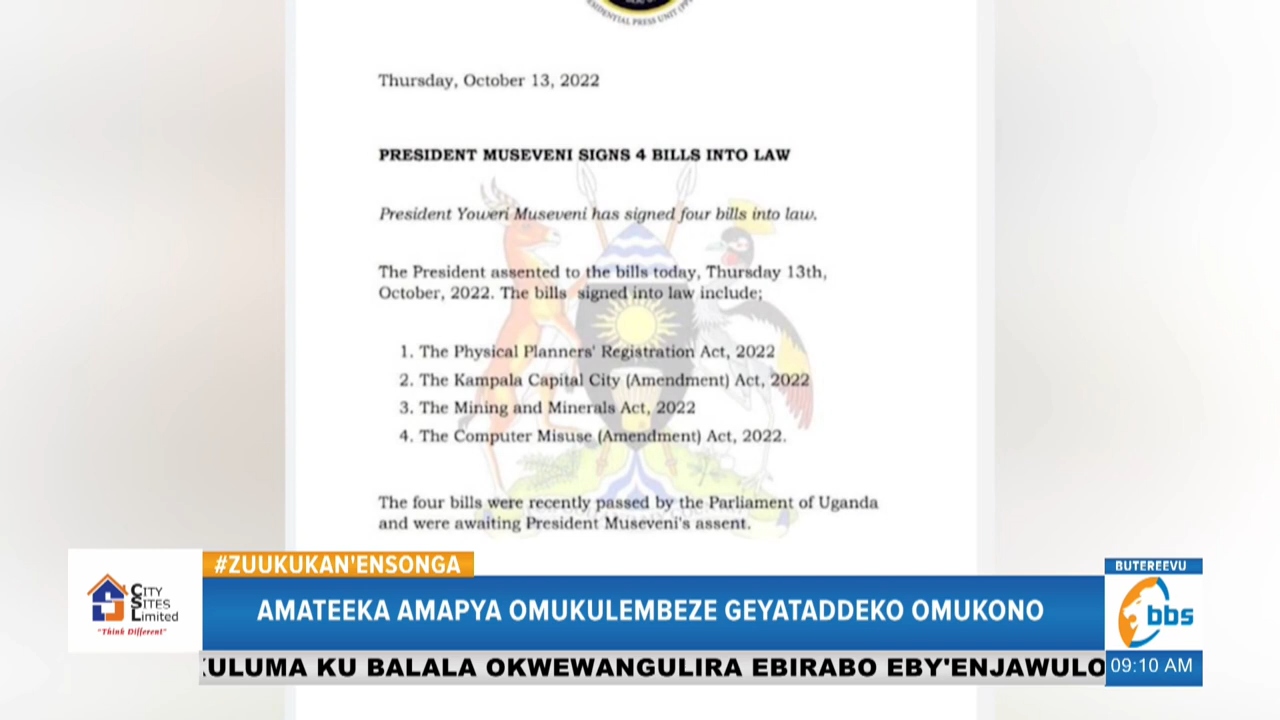 Thursday, October 13, 2022
PRESIDENT MUSEVENI SIGNS 4 BILLS INTO LAW
President Yoweri Museveni has signed four bills into law.
The President assented to the bills today, Thursday 13th,
October, 2022. The bills signed into law include;
1. The Physical Planners' Registration Act, 2022
2. The Kampala Capital City (Amendment) Act, 2022
3. The Mining and Minerals Act, 2022
4. The Computer Misuse (Amendment) Act, 2022.
The four bills were recently passed by the Parliament of Uganda
and were awaiting President Museveni's assent.
#ZUUKUKAN'ENSONGA
CITY
SITES
Limited
"Think Different"
AMATEEKA AMAPYA OMUKULEMBEZE GEYATADDEKO OMUKONO
BUTEREEVU
bbs
KULUMA KU BALALA OKWEWANGULIRA EBIRABO EBY'ENJAWULO
09:10 AM